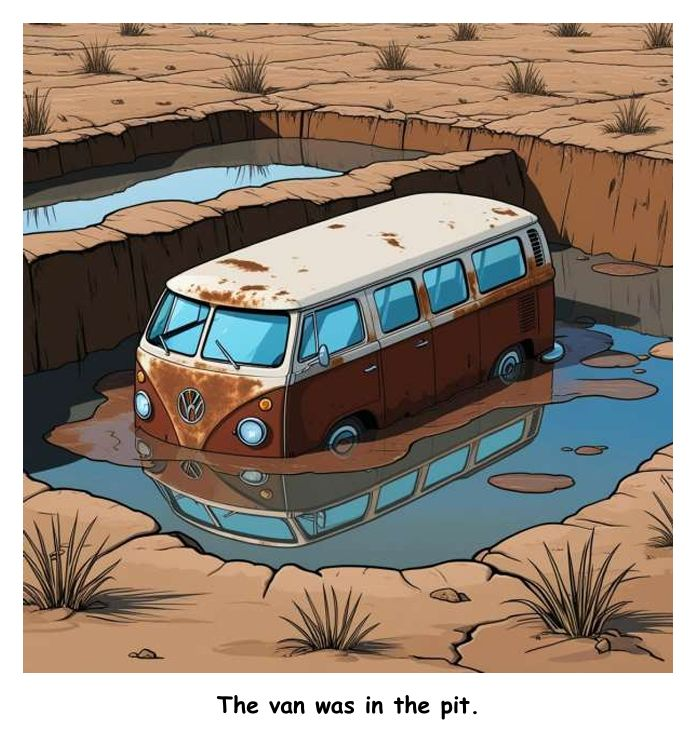 The van was in the pit.